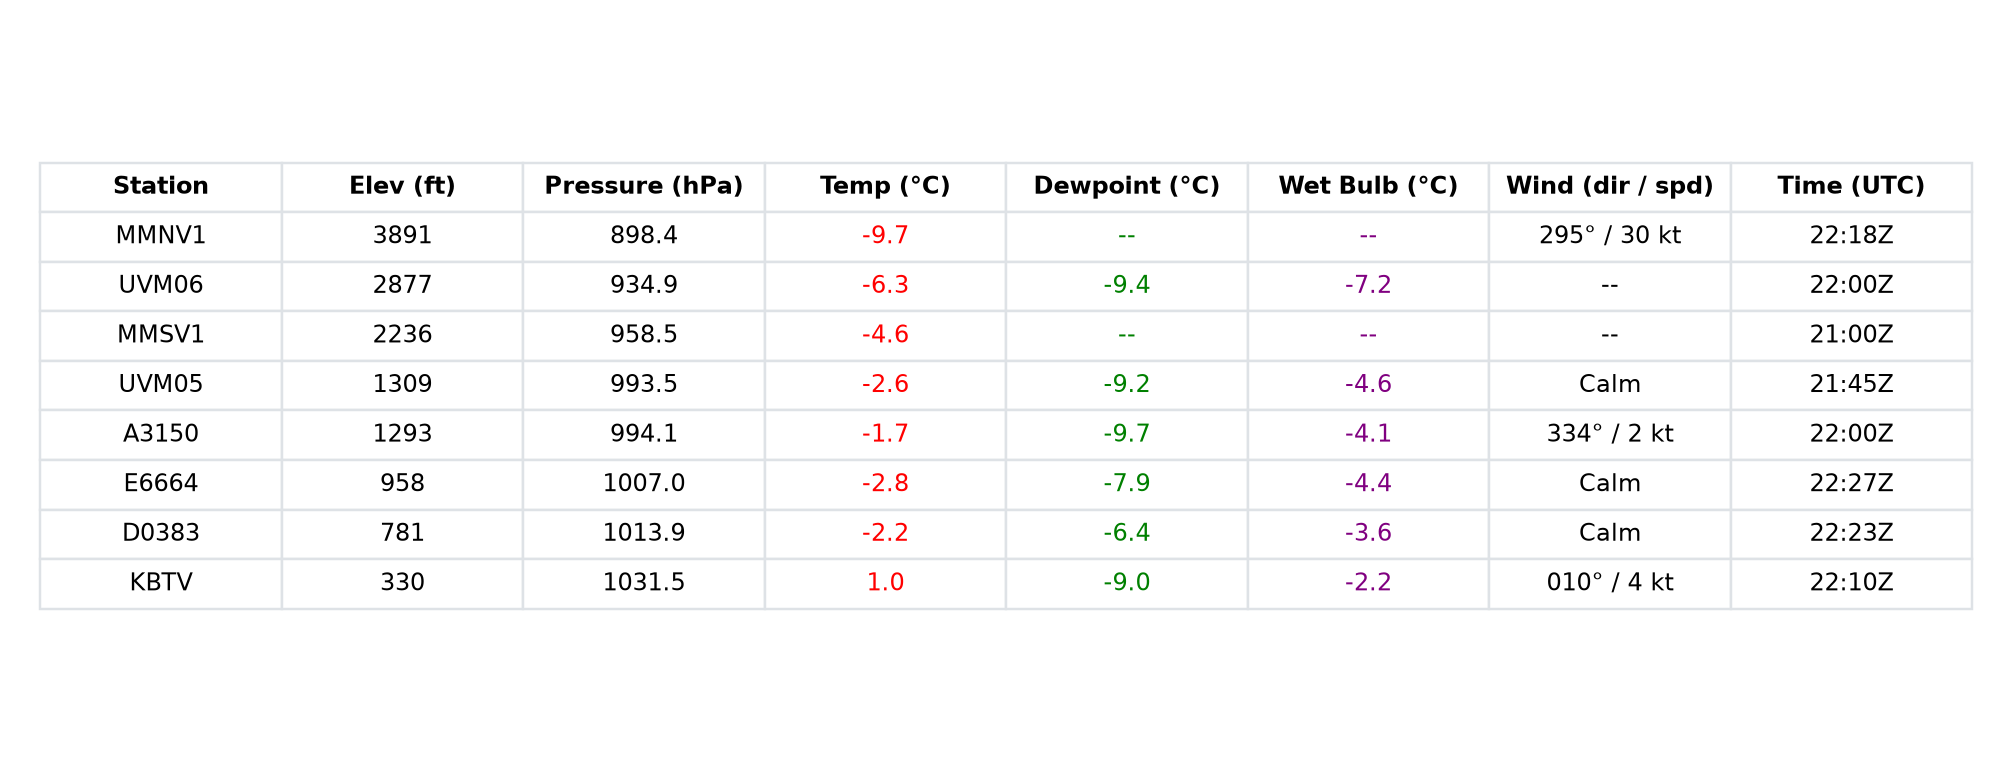 Station Elev (ft) Pressure (hPa) Temp (°C) Dewpoint (°C) Wet Bulb (°C) Wind (dir / spd) Time (UTC)
MMNV1 3891 898.4 -9.7 -- -- 295° / 30 kt 22:18Z
UVM06 2877 934.9 -6.3 -9.4 -7.2 -- 22:00Z
MMSV1 2236 958.5 -4.6 -- -- -- 21:00Z
UVM05 1309 993.5 -2.6 -9.2 -4.6 Calm 21:45Z
A3150 1293 994.1 -1.7 -9.7 -4.1 334° / 2 kt 22:00Z
E6664 958 1007.0 -2.8 -7.9 -4.4 Calm 22:27Z
D0383 781 1013.9 -2.2 -6.4 -3.6 Calm 22:23Z
KBTV 330 1031.5 1.0 -9.0 -2.2 010° / 4 kt 22:10Z